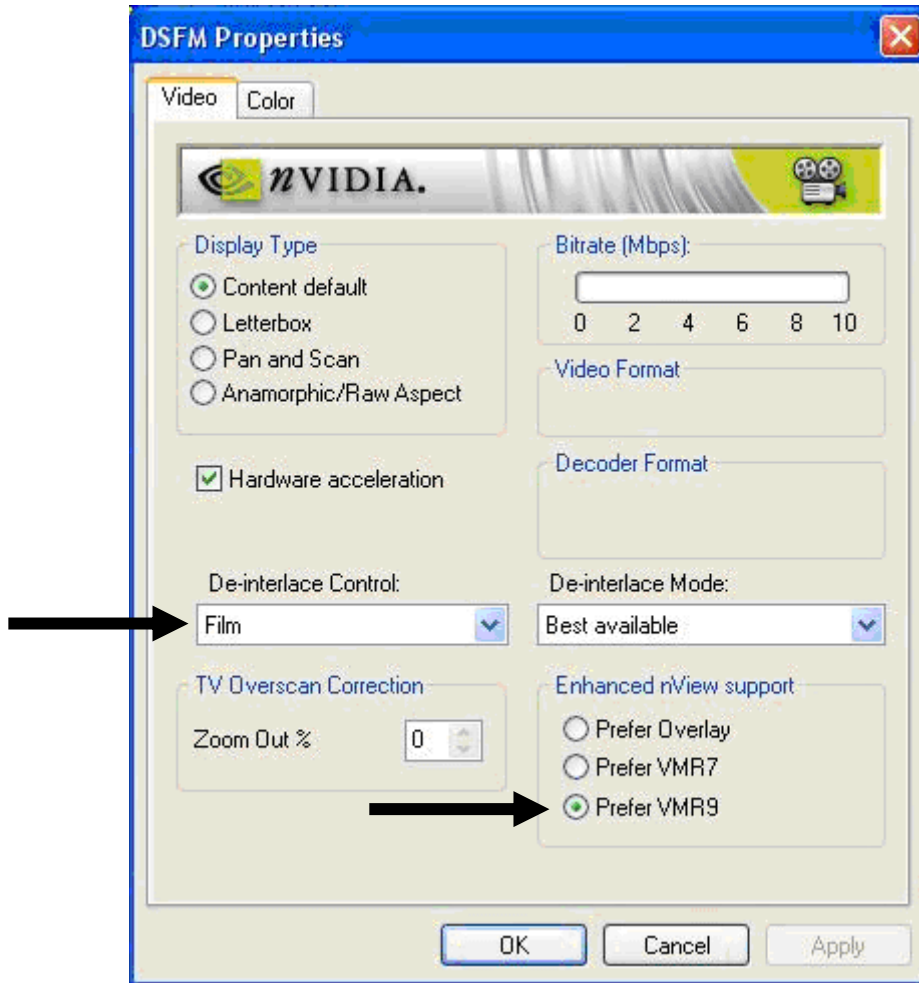 DSFM Properties
Video Color
nVIDIA.
Display Type
Content default
Letterbox
Pan and Scan
Anamorphic/Raw Aspect
Bitrate (Mbps):
0 2 4 6 8 10
Video Format
Hardware acceleration
Decoder Format
De-interlace Control:
Film
De-interlace Mode:
Best available
TV Overscan Correction
Zoom Out % 0
Enhanced nView support
Prefer Overlay
Prefer VMR7
Prefer VMR9
OK Cancel Apply